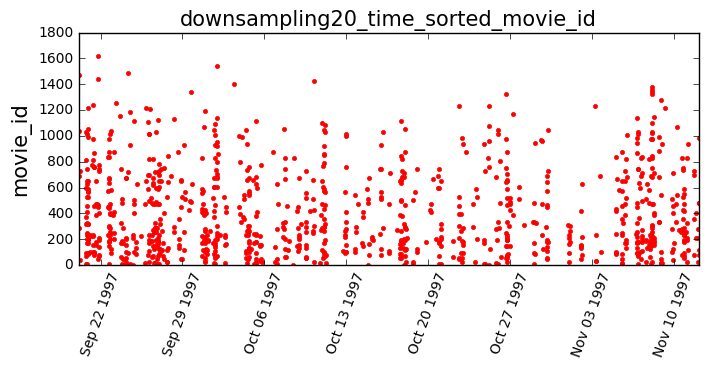 downsampling20_time_sorted_movie_id
movie_id
1800
1600
1400
1200
1000
800
600
400
200
0
Sep 22 1997
Sep 29 1997
Oct 06 1997
Oct 13 1997
Oct 20 1997
Oct 27 1997
Nov 03 1997
Nov 10 1997